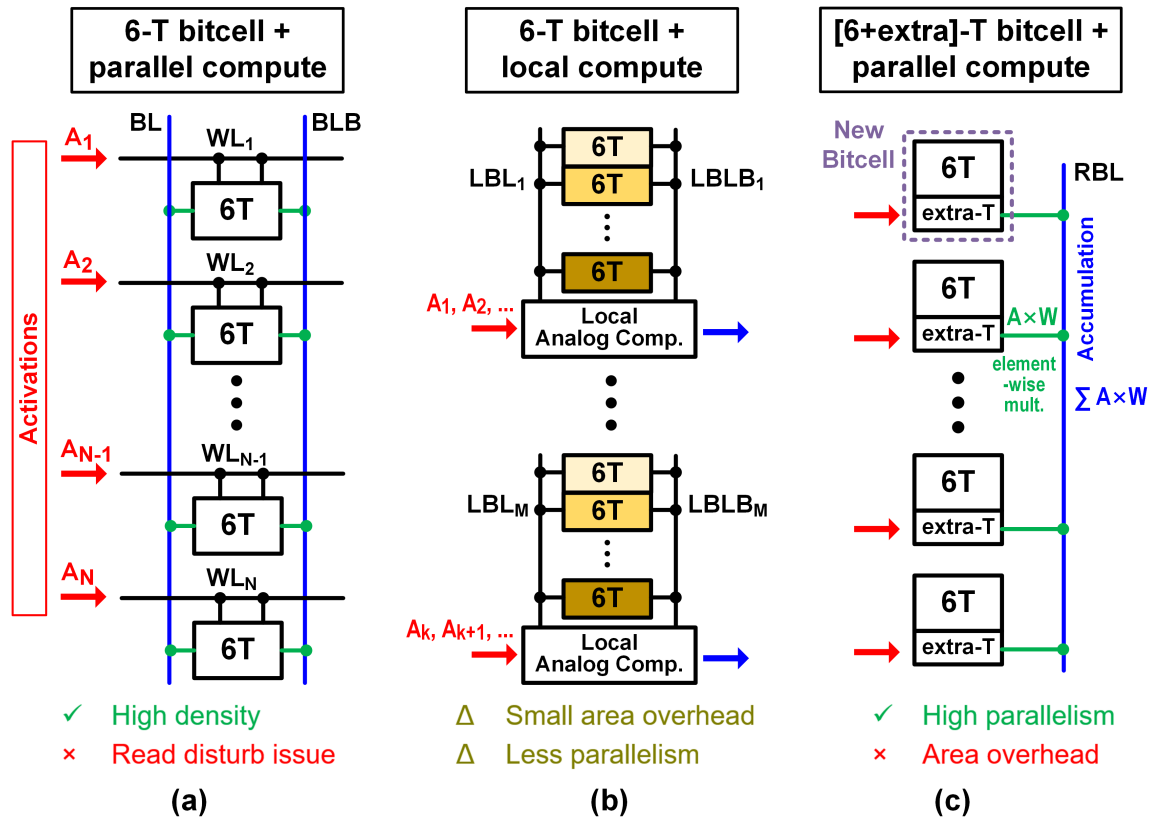 6-T bitcell +
parallel compute
BL
BLB
A1
WL1
6T
A2
WL2
6T
Activations
AN-1
WLN-1
6T
AN
WLN
6T
✓ High density
× Read disturb issue
(a)
6-T bitcell +
local compute
6T
LBL1
6T
LBLB1
6T
A1, A2, ...
Local
Analog Comp.
6T
LBLM
6T
LBLBM
6T
Ak, Ak+1, ...
Local
Analog Comp.
Δ Small area overhead
Δ Less parallelism
(b)
[6+extra]-T bitcell +
parallel compute
New
Bitcell
6T
extra-T
RBL
6T
extra-T
A×W
element
-wise
mult.
Accumulation
∑ A×W
6T
extra-T
6T
extra-T
✓ High parallelism
× Area overhead
(c)